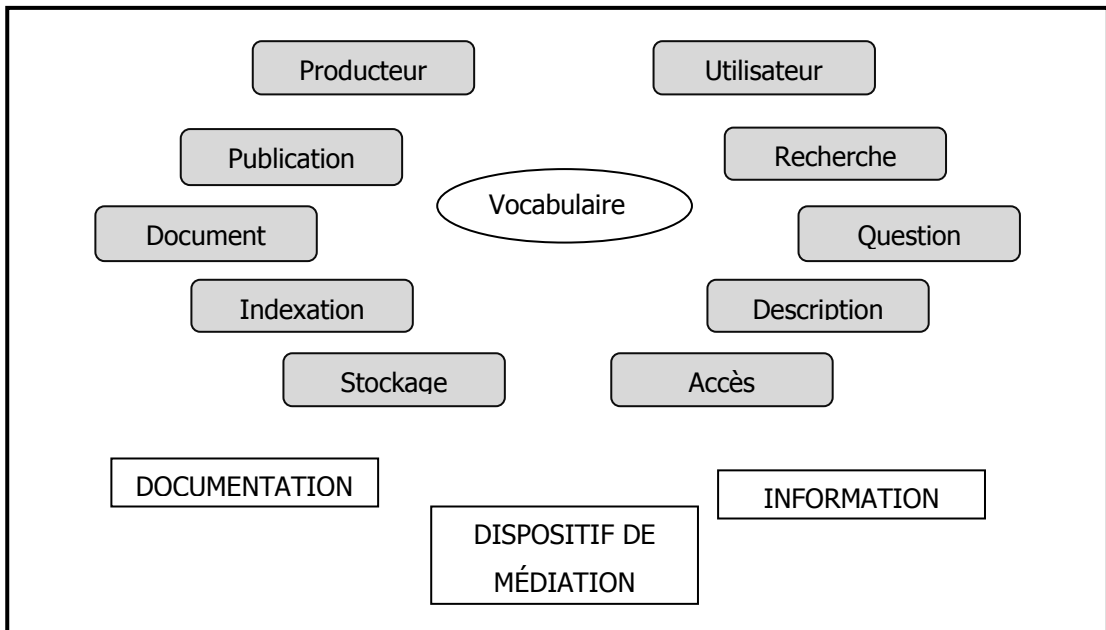 Producteur
Utilisateur
Publication
Recherche
Vocabulaire
Document
Question
Indexation
Description
Stockage
Accès
DOCUMENTATION
INFORMATION
DISPOSITIF DE
MÉDIATION